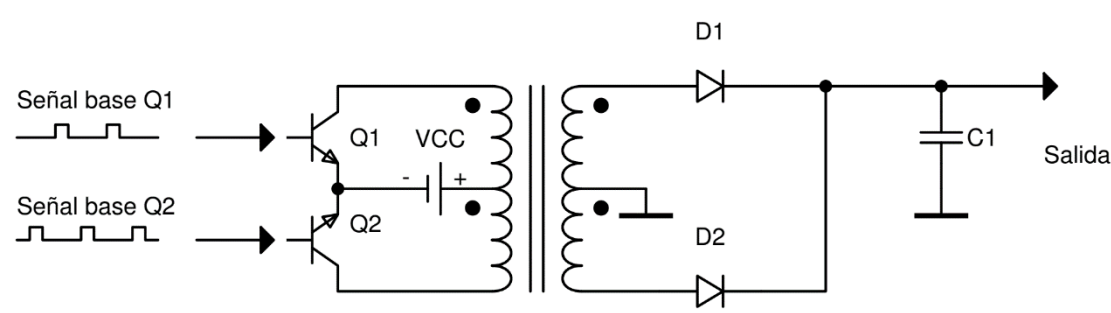 D1
Señal base Q1
Q1
VCC
- +
C1
Salida
Señal base Q2
Q2
D2